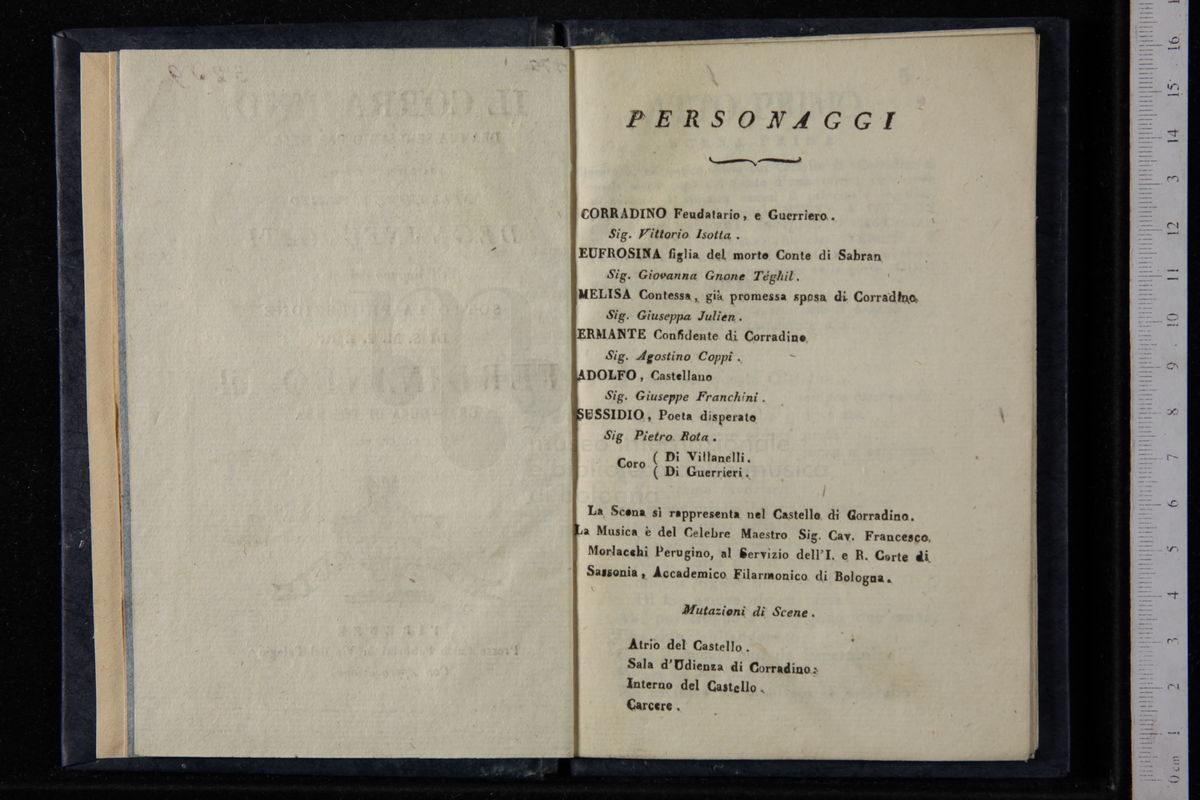 PERSONAGGI
CORRADINO Feudatario, e Guerriero.
Sig. Vittorio Isotta.
EUFROSINA figlia del morto Conte di Sabran
Sig. Giovanna Gnone Téghil.
MELISA Contessa, già promessa sposa di Corradino.
Sig. Giuseppa Julien.
ERMANTE Confidente di Corradino
Sig. Agostino Coppi.
ADOLFO, Castellano
Sig. Giuseppe Franchini.
SUSSIDIO, Poeta disperato
Sig Pietro Rota.
Coro ( Di Villanelli.
( Di Guerrieri.
La Scena si rappresenta nel Castello di Gorradino.
La Musica è del Celebre Maestro Sig. Cav. Francesco
Morlacchi Perugino, al Servizio dell'I. e R. Corte di
Sassonia, Accademico Filarmonico di Bologna.
Mutazioni di Scene.
Atrio del Castello.
Sala d'Udienza di Corradino.
Interno del Castello.
Carcere.